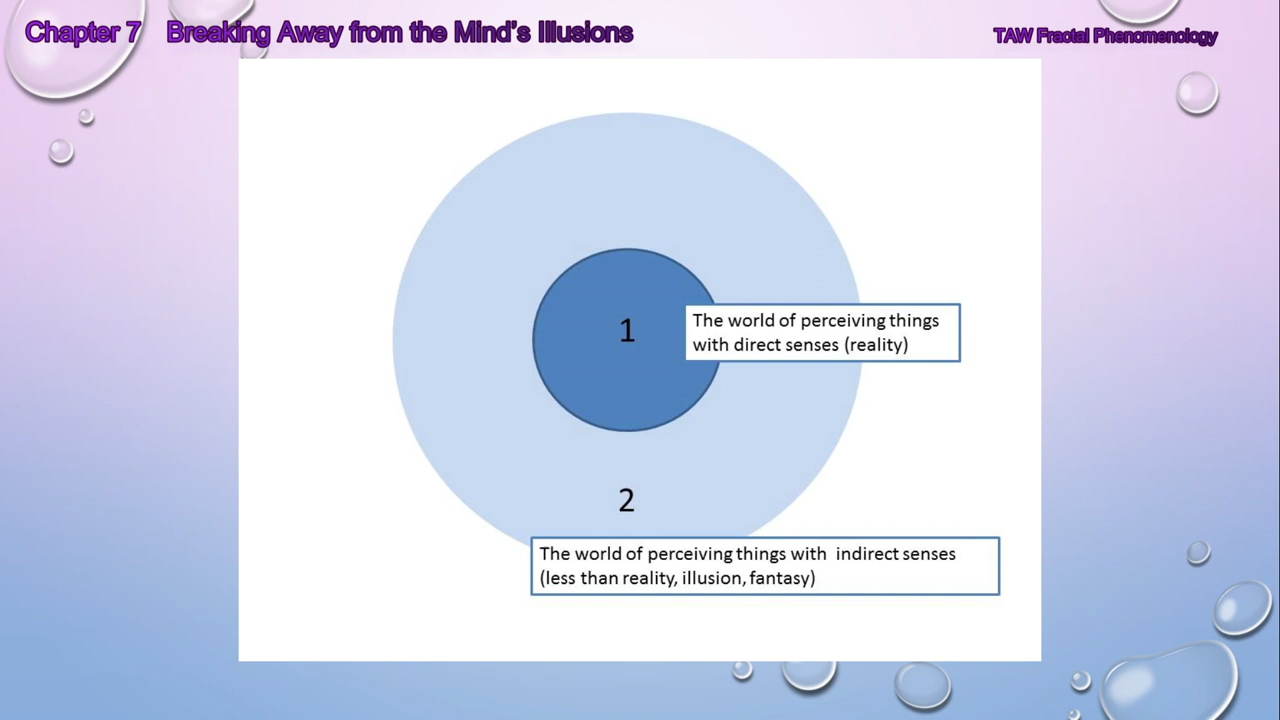 Chapter 7 Breaking Away from the Mind's Illusions
TAW Fractal Phenomenology
1
The world of perceiving things
with direct senses (reality)
2
The world of perceiving things with indirect senses
(less than reality, illusion, fantasy)